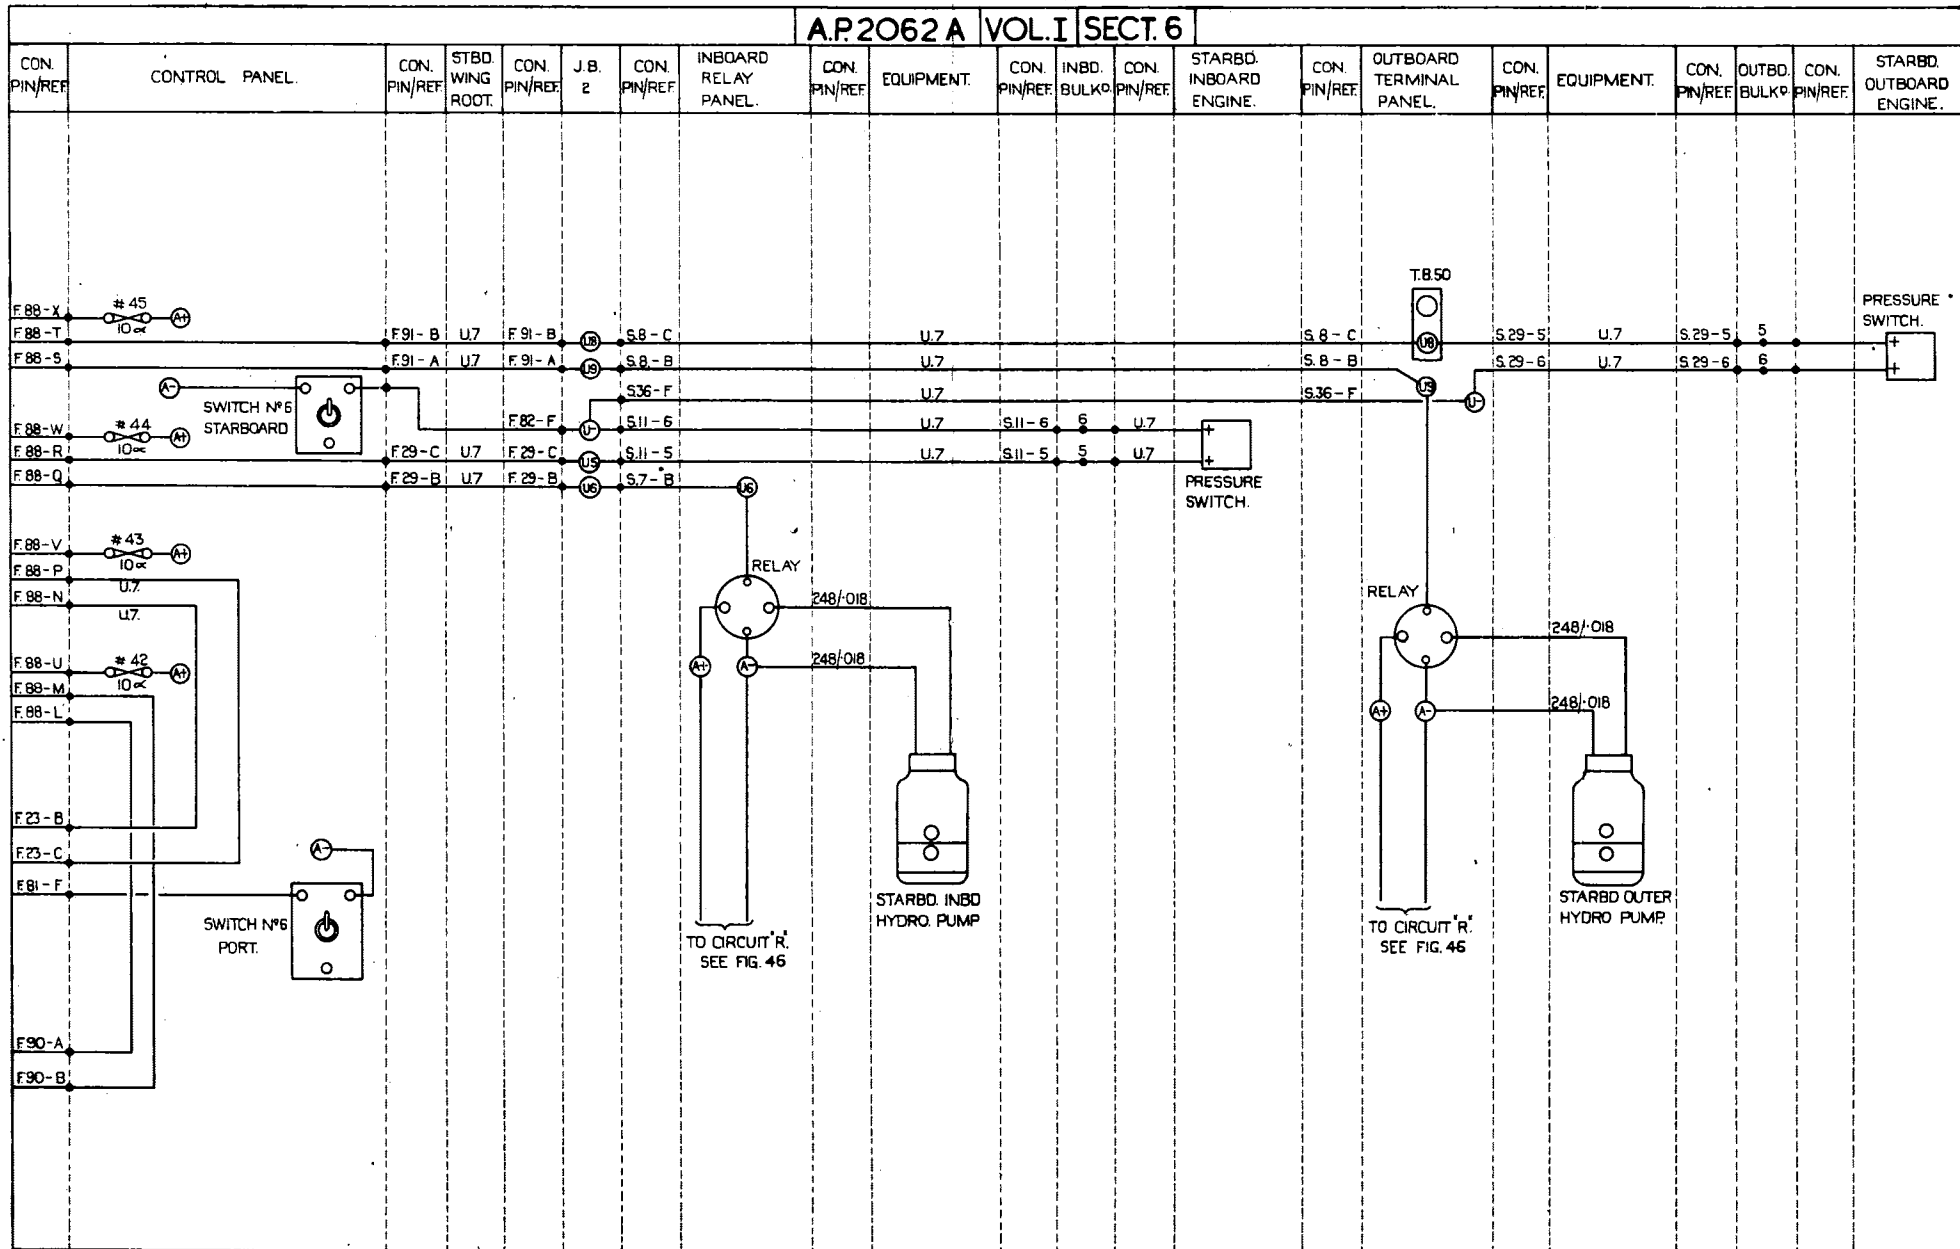 A.P. 2062 A VOL. I SECT. 6
CON. PIN/REF.
CONTROL PANEL.
CON. PIN/REF.
STBD. WING ROOT.
CON. PIN/REF.
J.B. 2
CON. PIN/REF.
INBOARD RELAY PANEL.
CON. PIN/REF.
EQUIPMENT.
CON. PIN/REF.
INBD. BULKD.
CON. PIN/REF.
STARBD. INBOARD ENGINE.
CON. PIN/REF.
OUTBOARD TERMINAL PANEL.
CON. PIN/REF.
EQUIPMENT.
CON. PIN/REF.
OUTBD. BULKD.
CON. PIN/REF.
STARBD. OUTBOARD ENGINE.
T.B.50
F.88-X # 45 10∝ A+
PRESSURE SWITCH.
F.88-T F.91-B U.7 F.91-B U8 S.8-C U.7 S.8-C U8 S.29-5 U.7 S.29-5 5 +
F.88-S F.91-A U.7 F.91-A U9 S.8-B U.7 S.8-B U9 S.29-6 U.7 S.29-6 6 +
A- S.36-F U.7 S.36-F U-
SWITCH Nº6 STARBOARD
F.88-W # 44 10∝ A+ F.82-F U- S.11-6 U.7 S.11-6 6 U.7 +
F.88-R F.29-C U.7 F.29-C U5 S.11-5 U.7 S.11-5 5 U.7 +
F.88-Q F.29-B U.7 F.29-B U6 S.7-B U6
PRESSURE SWITCH.
F.88-V # 43 10∝ A+
F.88-P U.7.
F.88-N U.7.
RELAY
248/·018
248/·018
A+ A-
RELAY
248/·018
248/·018
A+ A-
F.88-U # 42 10∝ A+
F.88-M
F.88-L
F.23-B
F.23-C
A-
F.81-F
SWITCH Nº6 PORT.
STARBD. INBD HYDRO. PUMP
TO CIRCUIT "R". SEE FIG. 46
STARBD OUTER HYDRO PUMP.
TO CIRCUIT "R". SEE FIG. 46
F.90-A
F.90-B